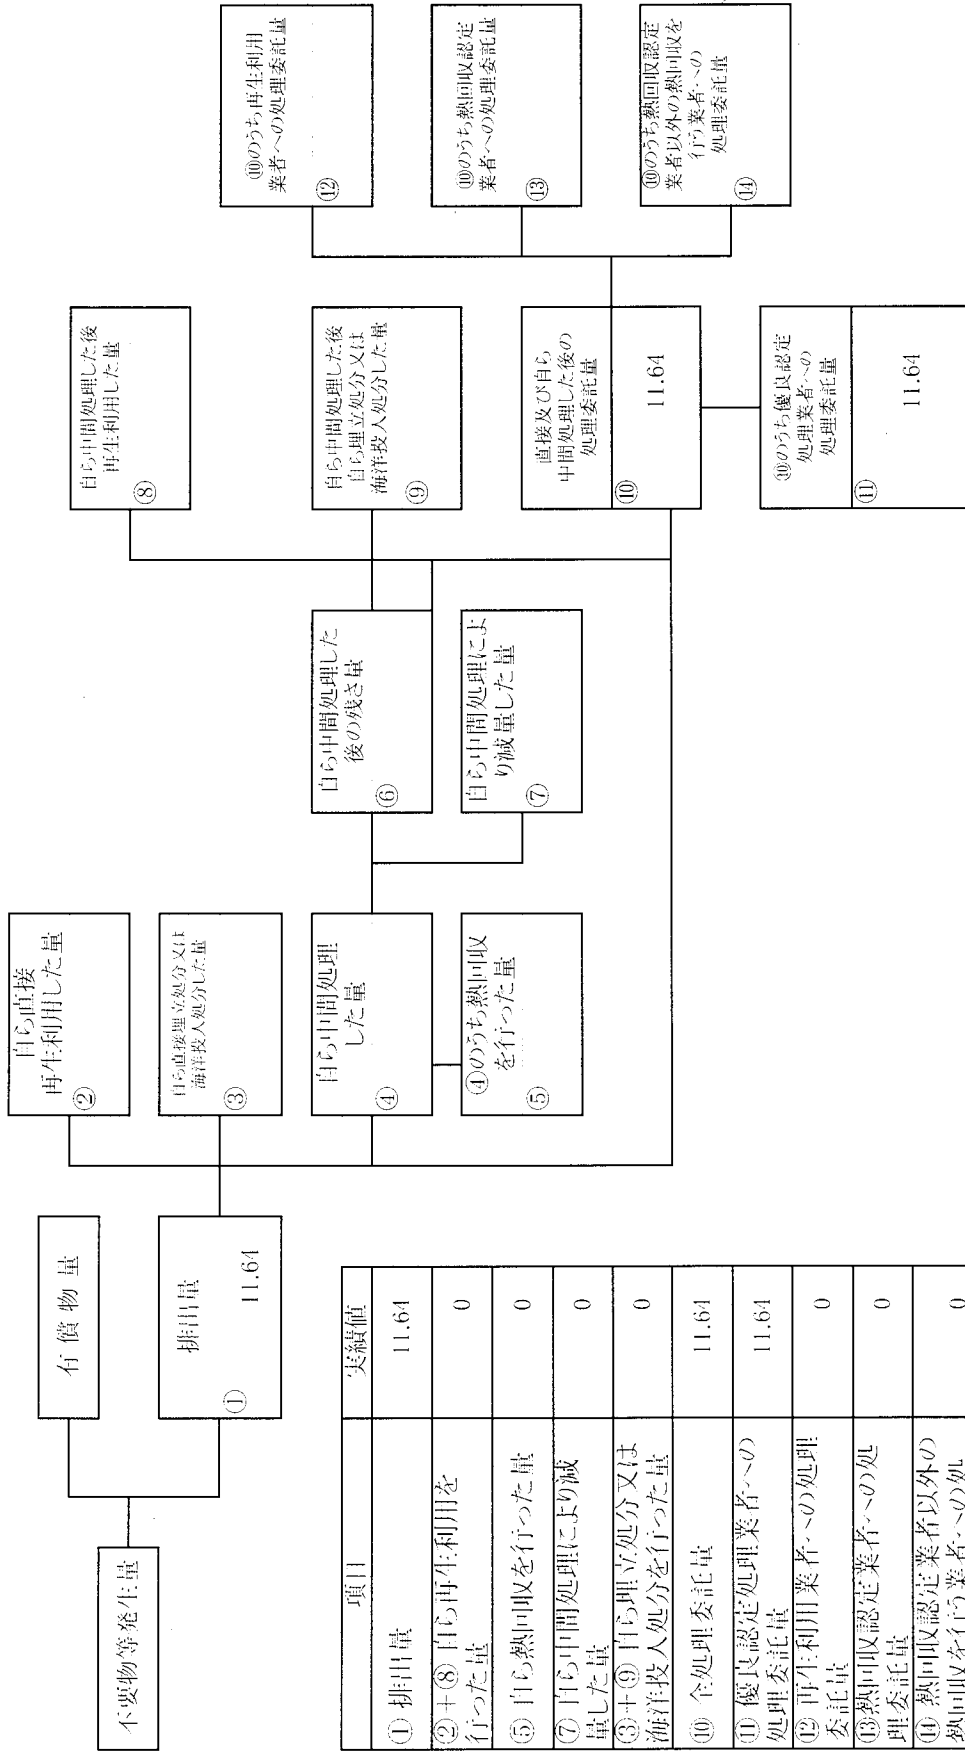 不要物等発生量
有償物量
排出量
①
11.64
自ら直接
再生利用した量
②
自ら直接埋立処分又は
海洋投入処分した量
③
自ら中間処理
した量
④
④のうち熱回収
を行った量
⑤
自ら中間処理した
後の残さ量
⑥
自ら中間処理によ
り減量した量
⑦
自ら中間処理した後
再生利用した量
⑧
自ら中間処理した後
自ら埋立処分又は
海洋投入処分した量
⑨
直接及び自ら
中間処理した後の
処理委託量
⑩
11.64
⑩のうち優良認定
処理業者への
処理委託量
⑪
11.64
⑩のうち再生利用
業者への処理委託量
⑫
⑩のうち熱回収認定
業者への処理委託量
⑬
⑩のうち熱回収認定
業者以外の熱回収を
行う業者への
処理委託量
⑭
項目 実績値
①排出量 11.64
②+⑧自ら再生利用を
行った量 0
⑤自ら熱回収を行った量 0
⑦自ら中間処理により減
量した量 0
③+⑨自ら埋立処分又は
海洋投入処分を行った量 0
⑩全処理委託量 11.64
⑪優良認定処理業者への
処理委託量 11.64
⑫再生利用業者への処理
委託量 0
⑬熱回収認定業者への処
理委託量 0
⑭熱回収認定業者以外の
熱回収を行う業者への処 0